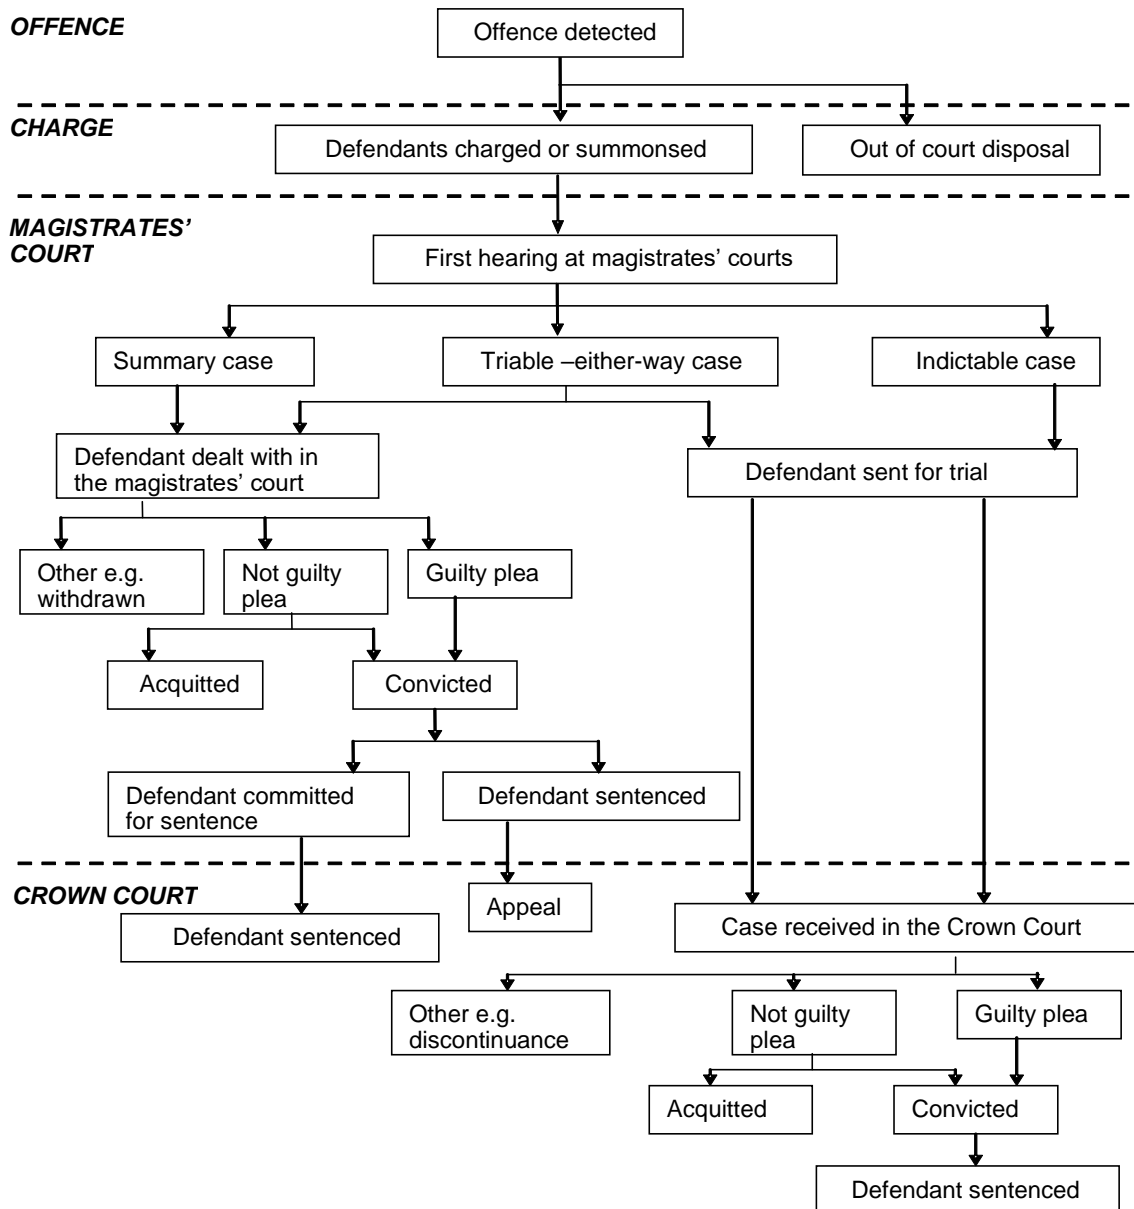 OFFENCE
Offence detected
CHARGE
Defendants charged or summonsed
Out of court disposal
MAGISTRATES’
COURT
First hearing at magistrates’ courts
Summary case
Triable –either-way case
Indictable case
Defendant dealt with in
the magistrates’ court
Defendant sent for trial
Other e.g.
withdrawn
Not guilty
plea
Guilty plea
Acquitted
Convicted
Defendant committed
for sentence
Defendant sentenced
CROWN COURT
Appeal
Defendant sentenced
Case received in the Crown Court
Other e.g.
discontinuance
Not guilty
plea
Guilty plea
Acquitted
Convicted
Defendant sentenced